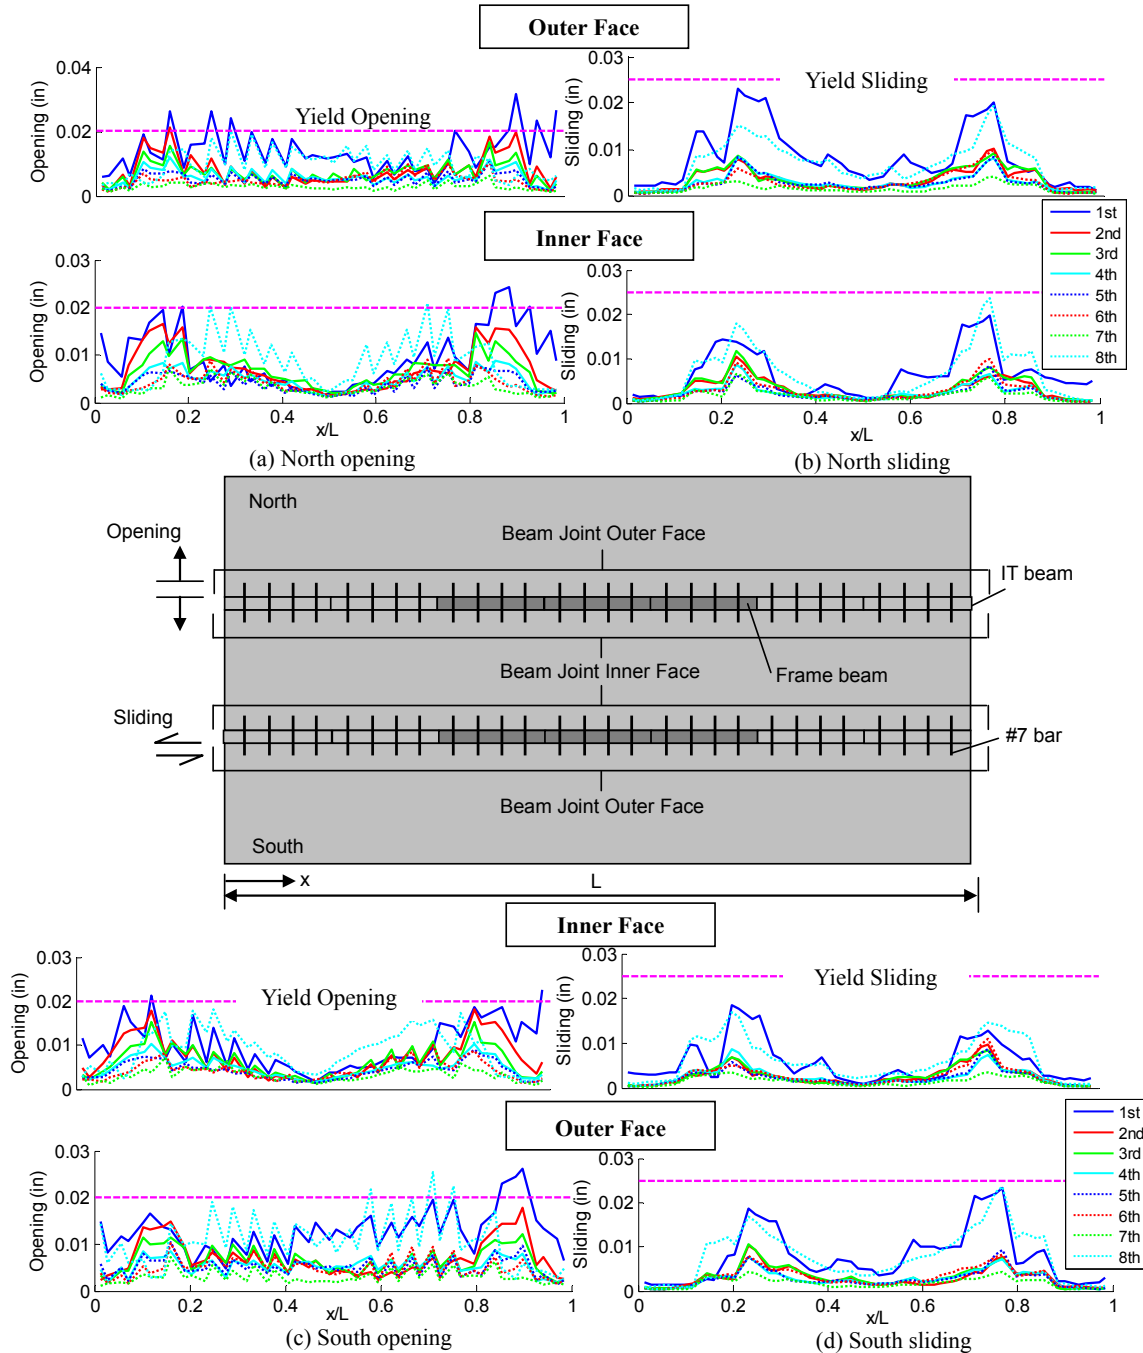 Outer Face
0.04
0.02
0
Opening (in)
Yield Opening
0.03
0.02
0.01
0
Sliding (in)
Yield Sliding
Inner Face
0.03
0.02
0.01
0
Opening (in)
0 0.2 0.4 0.6 0.8 1
x/L
(a) North opening
0.03
0.02
0.01
0
Sliding (in)
0 0.2 0.4 0.6 0.8 1
x/L
(b) North sliding
1st
2nd
3rd
4th
5th
6th
7th
8th
North
Opening
Beam Joint Outer Face
IT beam
Beam Joint Inner Face
Frame beam
Sliding
#7 bar
Beam Joint Outer Face
South
x
L
Inner Face
0.03
0.02
0.01
0
Opening (in)
Yield Opening
0.03
0.02
0.01
0
Sliding (in)
Yield Sliding
Outer Face
0.03
0.02
0.01
0
Opening (in)
0 0.2 0.4 0.6 0.8 1
x/L
(c) South opening
0.03
0.02
0.01
0
Sliding (in)
0 0.2 0.4 0.6 0.8 1
x/L
(d) South sliding
1st
2nd
3rd
4th
5th
6th
7th
8th